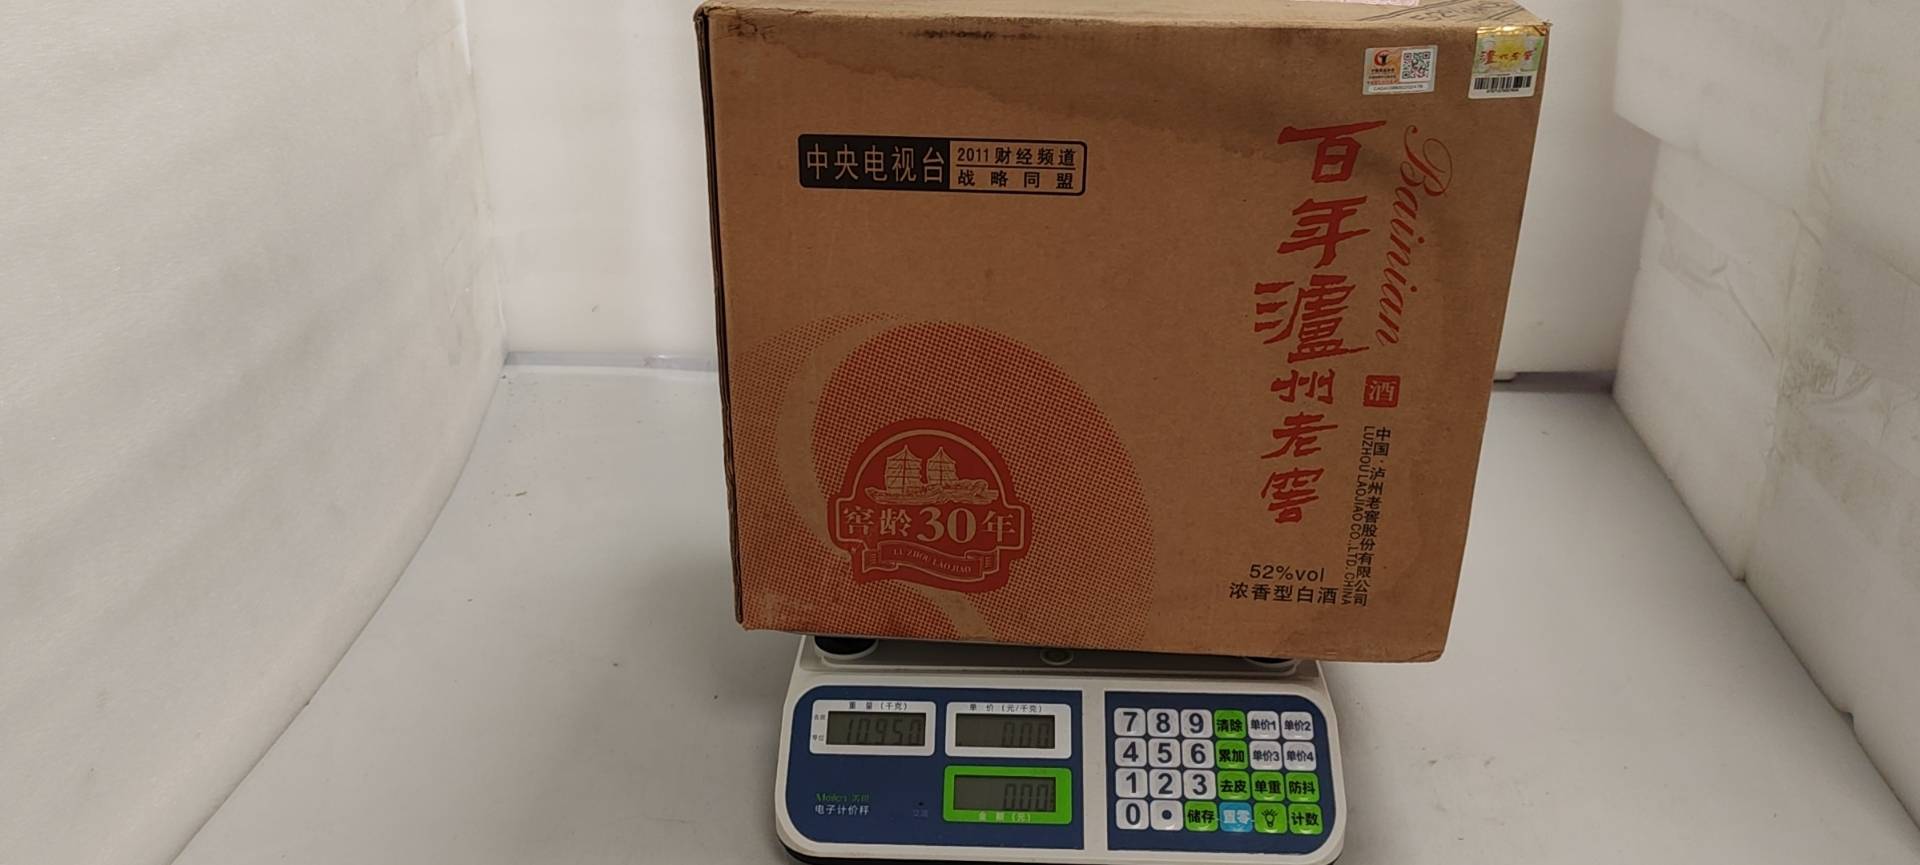 中央电视台
2011财经频道
战略同盟
百年泸州老窖
Bainian
酒
中国·泸州老窖股份有限公司
LUZHOULAOJIAO CO.,LTD.CHINA
窖龄30年
LU ZHOU LAO JIAO
52%vol
浓香型白酒
重量(千克)
10.950
单价(元/千克)
0.00
0.00
金额(元)
电子计价秤
7 8 9 清除 单价1 单价2
4 5 6 累加 单价3 单价4
1 2 3 去皮 单重 防抖
0 · 储存 置零 计数